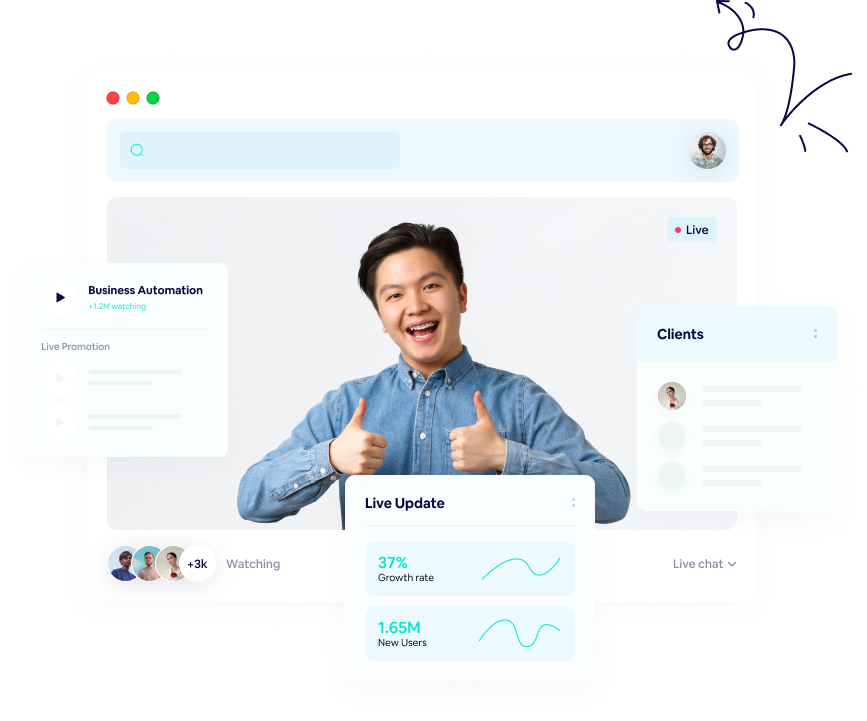 Live
Business Automation
+1.2M watching
Live Promotion
Clients
Live Update
37%
Growth rate
1.65M
New Users
+3k
Watching
Live chat